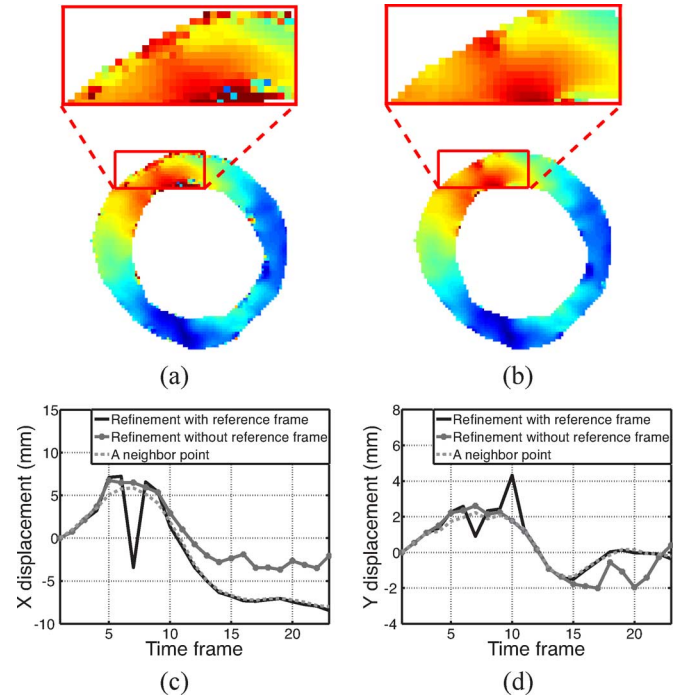 (a)
(b)
X displacement (mm)
15
10
5
0
-5
-10
Refinement with reference frame
Refinement without reference frame
A neighbor point
5
10
15
20
Time frame
(c)
Y displacement (mm)
8
6
4
2
0
-2
-4
Refinement with reference frame
Refinement without reference frame
A neighbor point
5
10
15
20
Time frame
(d)